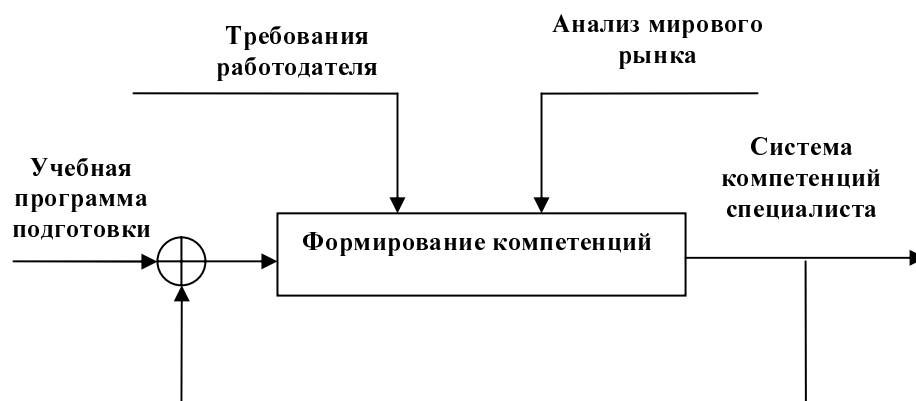 Требования
работодателя
Анализ мирового
рынка
Учебная
программа
подготовки
Формирование компетенций
Система
компетенций
специалиста